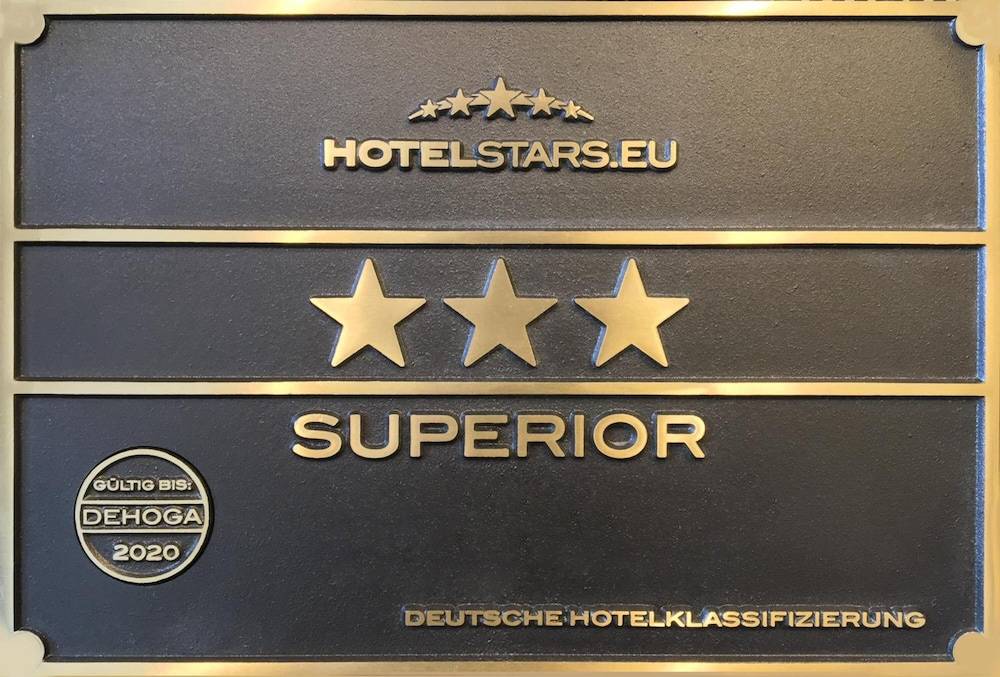 HOTELSTARS.EU
SUPERIOR
GÜLTIG BIS:
DEHOGA
2020
DEUTSCHE HOTELKLASSIFIZIERUNG